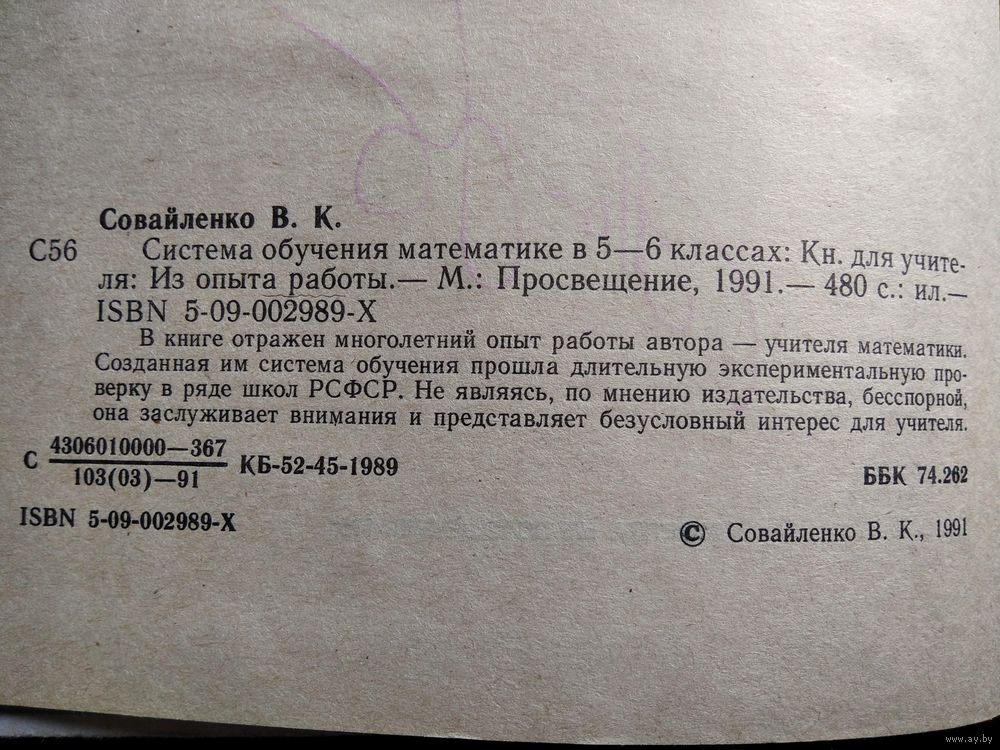 Совайленко В. К.
С56 Система обучения математике в 5—6 классах: Кн. для учите-
ля: Из опыта работы.— М.: Просвещение, 1991.— 480 с.: ил.—
ISBN 5-09-002989-X
В книге отражен многолетний опыт работы автора — учителя математики.
Созданная им система обучения прошла длительную экспериментальную про-
верку в ряде школ РСФСР. Не являясь, по мнению издательства, бесспорной,
она заслуживает внимания и представляет безусловный интерес для учителя.
С 4306010000—367
103(03)—91
КБ-52-45-1989
ББК 74.262
ISBN 5-09-002989-X
© Совайленко В. К., 1991
www.ay.by